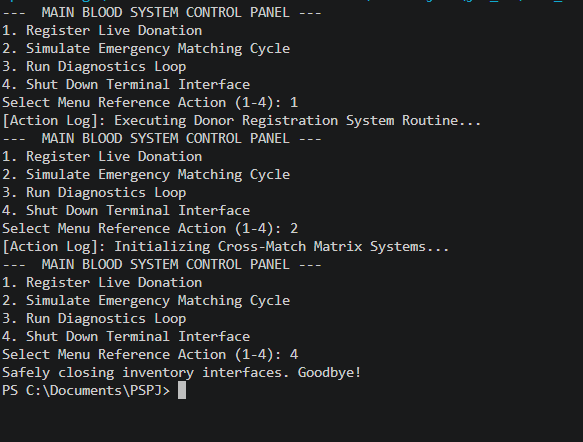 ---  MAIN BLOOD SYSTEM CONTROL PANEL ---
1. Register Live Donation
2. Simulate Emergency Matching Cycle
3. Run Diagnostics Loop
4. Shut Down Terminal Interface
Select Menu Reference Action (1-4): 1
[Action Log]: Executing Donor Registration System Routine...
---  MAIN BLOOD SYSTEM CONTROL PANEL ---
1. Register Live Donation
2. Simulate Emergency Matching Cycle
3. Run Diagnostics Loop
4. Shut Down Terminal Interface
Select Menu Reference Action (1-4): 2
[Action Log]: Initializing Cross-Match Matrix Systems...
---  MAIN BLOOD SYSTEM CONTROL PANEL ---
1. Register Live Donation
2. Simulate Emergency Matching Cycle
3. Run Diagnostics Loop
4. Shut Down Terminal Interface
Select Menu Reference Action (1-4): 4
Safely closing inventory interfaces. Goodbye!
PS C:\Documents\PSPJ>